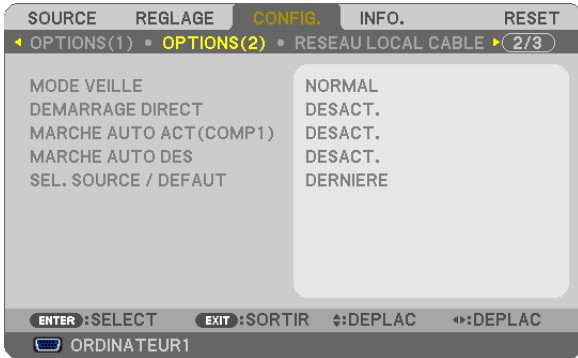 SOURCE REGLAGE CONFIG. INFO. RESET
OPTIONS(1) • OPTIONS(2) • RESEAU LOCAL CABLE 2/3
MODE VEILLE NORMAL
DEMARRAGE DIRECT DESACT.
MARCHE AUTO ACT(COMP1) DESACT.
MARCHE AUTO DES DESACT.
SEL. SOURCE / DEFAUT DERNIERE
ENTER :SELECT EXIT :SORTIR :DEPLAC :DEPLAC
ORDINATEUR1